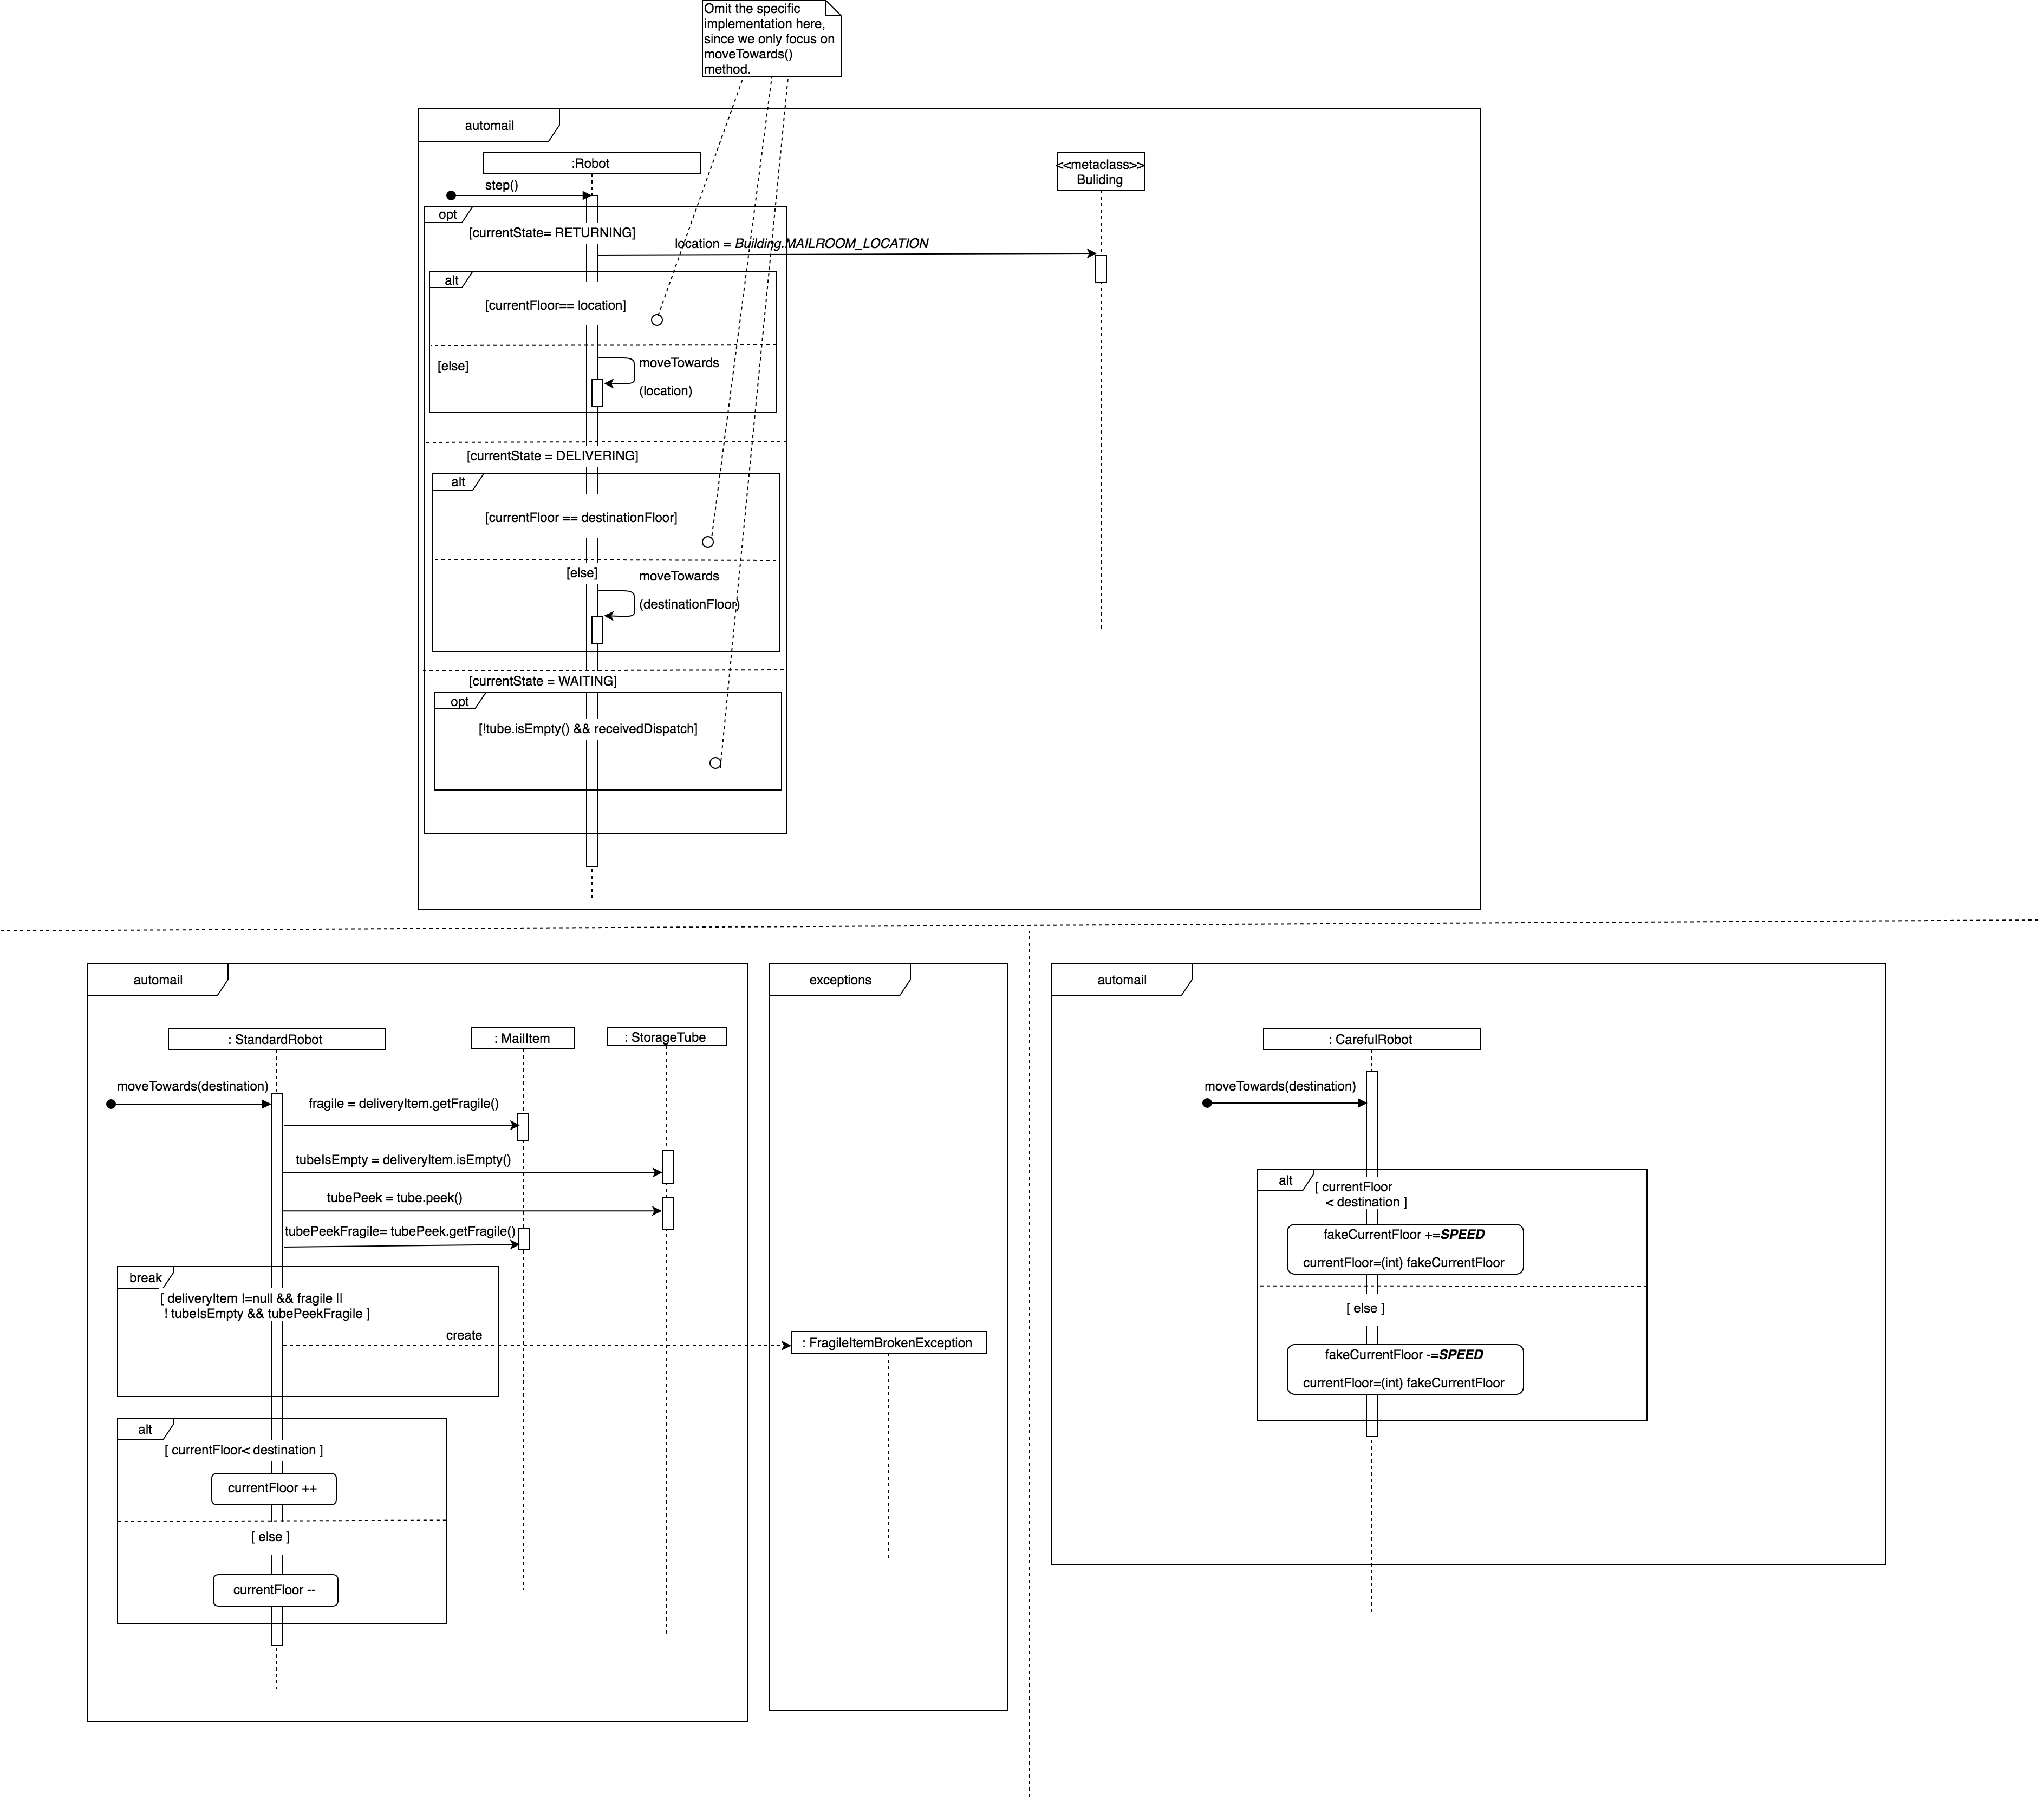 Omit the specific
implementation here,
since we only focus on
moveTowards()
method.
automail
:Robot
<<metaclass>>
Buliding
step()
opt
[currentState= RETURNING]
location = Building.MAILROOM_LOCATION
alt
[currentFloor== location]
[else]
moveTowards
(location)
[currentState = DELIVERING]
alt
[currentFloor == destinationFloor]
[else]
moveTowards
(destinationFloor)
[currentState = WAITING]
opt
[!tube.isEmpty() && receivedDispatch]
automail
: StandardRobot
: MailItem
: StorageTube
moveTowards(destination)
fragile = deliveryItem.getFragile()
tubeIsEmpty = deliveryItem.isEmpty()
tubePeek = tube.peek()
tubePeekFragile= tubePeek.getFragile()
break
[ deliveryItem !=null && fragile ||
! tubeIsEmpty && tubePeekFragile ]
create
alt
[ currentFloor< destination ]
currentFloor ++
[ else ]
currentFloor --
exceptions
: FragileItemBrokenException
automail
: CarefulRobot
moveTowards(destination)
alt
[ currentFloor
< destination ]
fakeCurrentFloor +=SPEED
currentFloor=(int) fakeCurrentFloor
[ else ]
fakeCurrentFloor -=SPEED
currentFloor=(int) fakeCurrentFloor